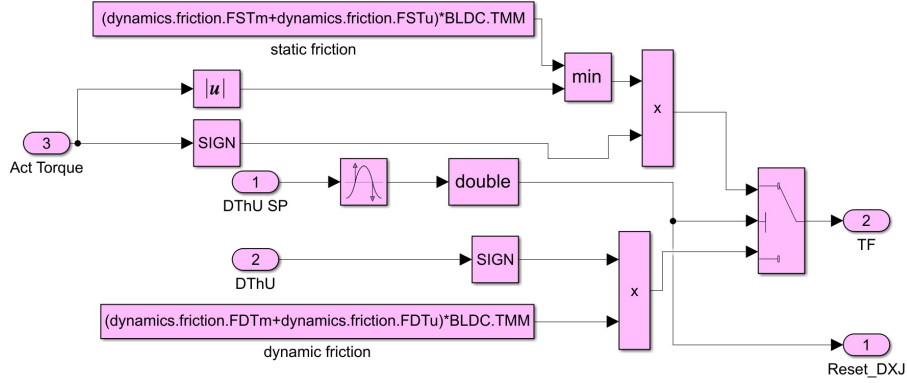 (dynamics.friction.FSTm+dynamics.friction.FSTu)*BLDC.TMM
static friction
min
|u|
x
3
SIGN
Act Torque
1
double
DThU SP
2
TF
2
SIGN
DThU
x
(dynamics.friction.FDTm+dynamics.friction.FDTu)*BLDC.TMM
dynamic friction
1
Reset_DXJ